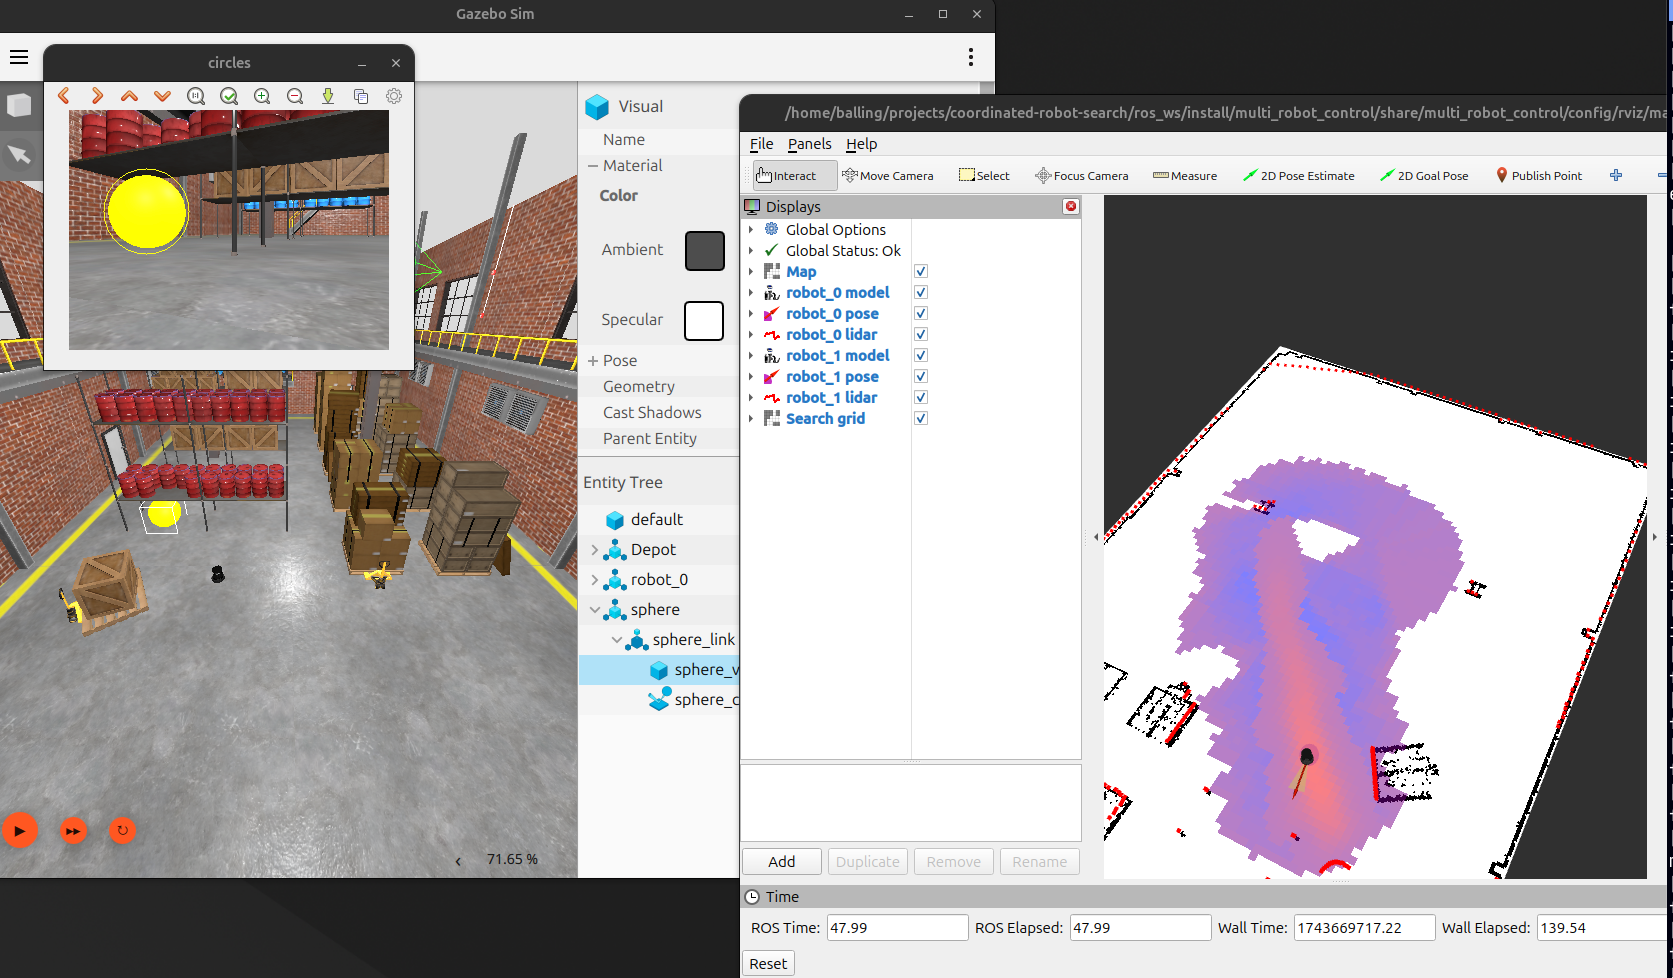 Gazebo Sim
circles
Visual
Name
Material
Color
Ambient
Specular
Pose
Geometry
Cast Shadows
Parent Entity
Entity Tree
default
Depot
robot_0
sphere
sphere_link
sphere_v
sphere_c
71.65 %
/home/balling/projects/coordinated-robot-search/ros_ws/install/multi_robot_control/share/multi_robot_control/config/rviz/ma
File Panels Help
Interact Move Camera Select Focus Camera Measure 2D Pose Estimate 2D Goal Pose Publish Point
Displays
Global Options
Global Status: Ok
Map
robot_0 model
robot_0 pose
robot_0 lidar
robot_1 model
robot_1 pose
robot_1 lidar
Search grid
Add Duplicate Remove Rename
Time
ROS Time: 47.99 ROS Elapsed: 47.99 Wall Time: 1743669717.22 Wall Elapsed: 139.54
Reset